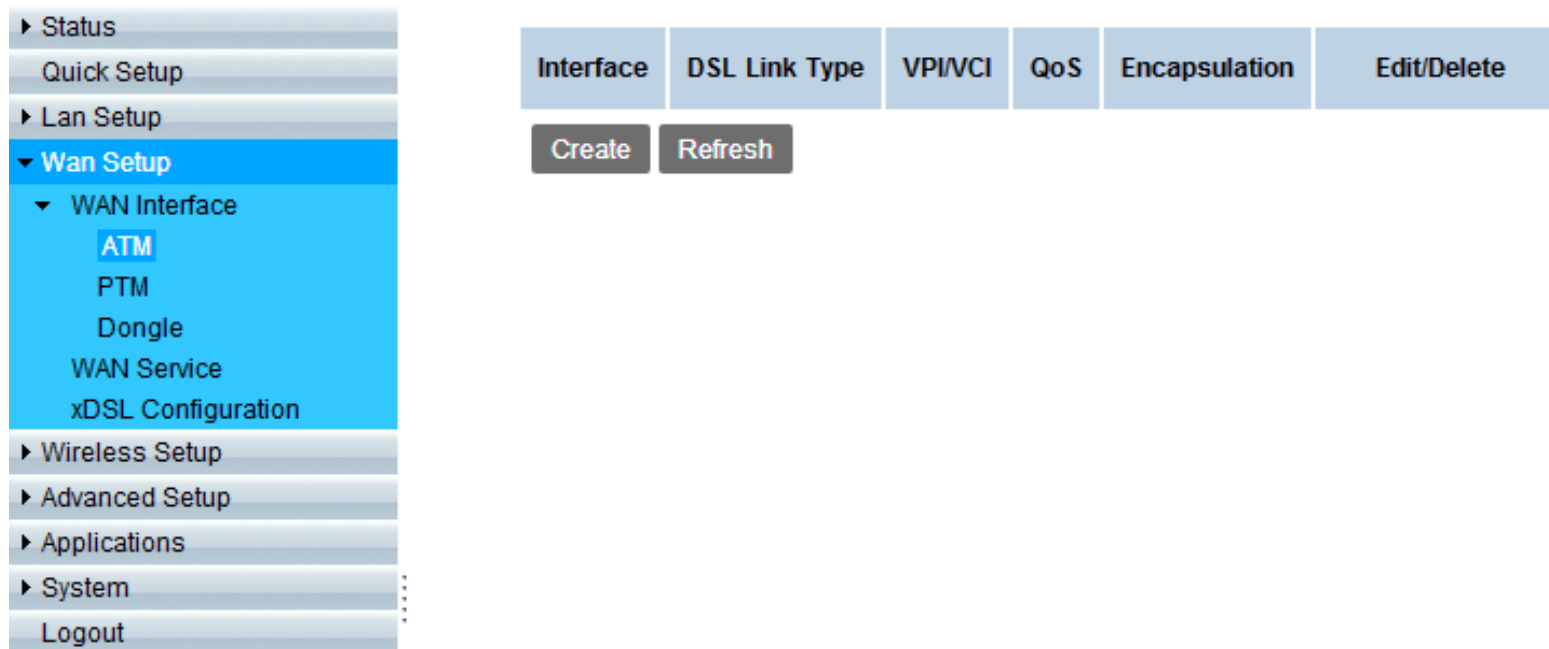 Status
Quick Setup
Lan Setup
Wan Setup
WAN Interface
ATM
PTM
Dongle
WAN Service
xDSL Configuration
Wireless Setup
Advanced Setup
Applications
System
Logout
Interface DSL Link Type VPI/VCI QoS Encapsulation Edit/Delete
Create Refresh